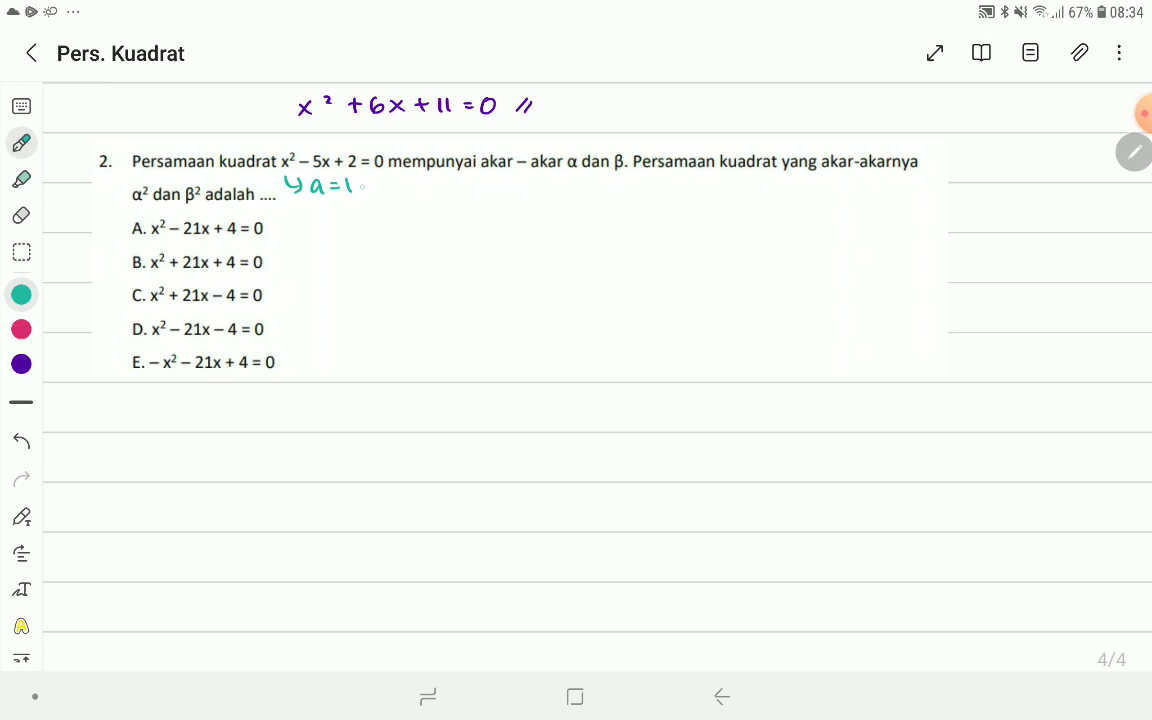 67% 08:34
Pers. Kuadrat
x² + 6x + 11 = 0 //
2. Persamaan kuadrat x² – 5x + 2 = 0 mempunyai akar – akar α dan β. Persamaan kuadrat yang akar-akarnya
α² dan β² adalah .... ↳ a = 1
A. x² – 21x + 4 = 0
B. x² + 21x + 4 = 0
C. x² + 21x – 4 = 0
D. x² – 21x – 4 = 0
E. – x² – 21x + 4 = 0
4/4